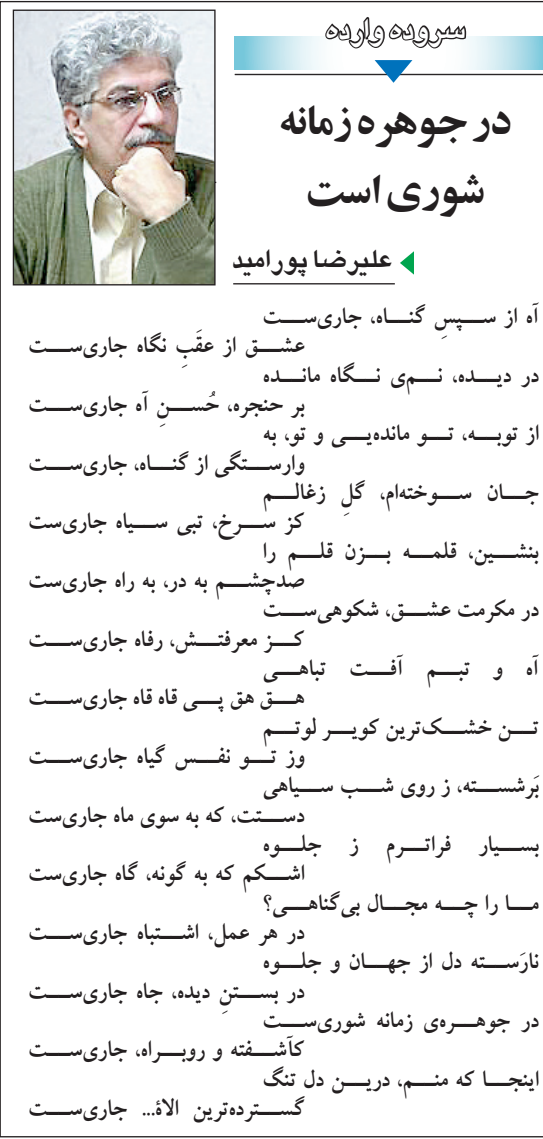 سروده وارده
در جوهره زمانه
شوری است
علیرضا پورامید
آه از سپسِ گناه، جاری‌ست
عشق از عقَبِ نگاه جاری‌ست
در دیده، نمی نگاه مانده
بر حنجره، حُسنِ آه جاری‌ست
از توبه، تو مانده‌یی و تو، به
وارستگی از گناه، جاری‌ست
جان سوخته‌ام، گلِ زغالم
کز سرخ، تبی سیاه جاری‌ست
بنشین، قلمه بزن قلم را
صدچشم به در، به راه جاری‌ست
در مکرمت عشق، شکوهی‌ست
کز معرفتش، رفاه جاری‌ست
آه و تبم آفت تباهی
هق هق پی قاه قاه جاری‌ست
تن خشک‌ترین کویر لوتم
وز تو نفس گیاه جاری‌ست
بَرشسته، ز روی شب سیاهی
دستت، که به سوی ماه جاری‌ست
بسیار فراترم ز جلوه
اشکم که به گونه، گاه جاری‌ست
ما را چه مجال بی‌گناهی؟
در هر عمل، اشتباه جاری‌ست
نارَسته دل از جهان و جلوه
در بستنِ دیده، جاه جاری‌ست
در جوهره‌ی زمانه شوری‌ست
کآشفته و روبراه، جاری‌ست
اینجا که منم، درین دل تنگ
گسترده‌ترین الاهٔ... جاری‌ست